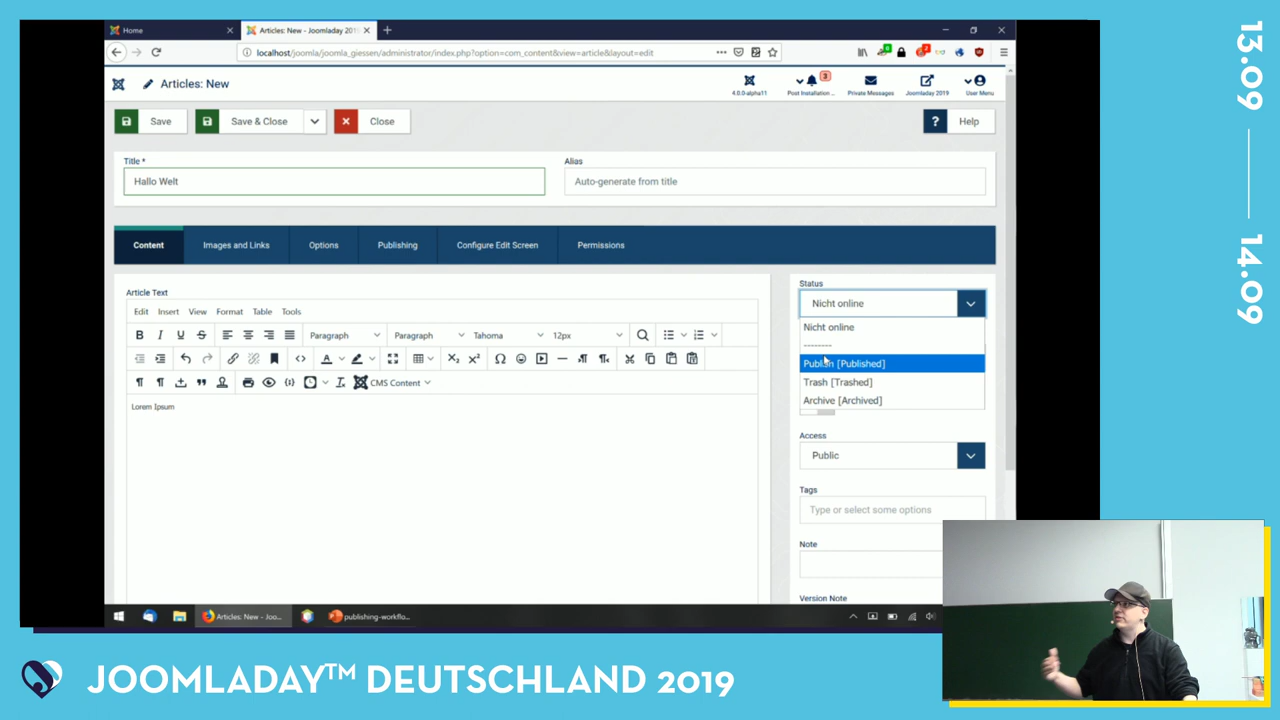 Home
Articles: New - Joomladay 201
localhost/joomla/joomla_giessen/administrator/index.php?option=com_content&view=article&layout=edit
Articles: New
3
4.0.0-alpha11
Post Installation ...
Private Messages
Joomladay 2019
User Menu
Save
Save & Close
Close
? Help
Title *
Alias
Hallo Welt
Auto-generate from title
Content
Images and Links
Options
Publishing
Configure Edit Screen
Permissions
Article Text
Edit Insert View Format Table Tools
B I U S Paragraph Paragraph Tahoma 12px
CMS Content
Lorem Ipsum
Status
Nicht online
Nicht online
--------
Publish [Published]
Trash [Trashed]
Archive [Archived]
Access
Public
Tags
Type or select some options
Note
Version Note
Articles: New - Joo...
publishing-workflo...
JOOMLADAY™ DEUTSCHLAND 2019
13.09
14.09